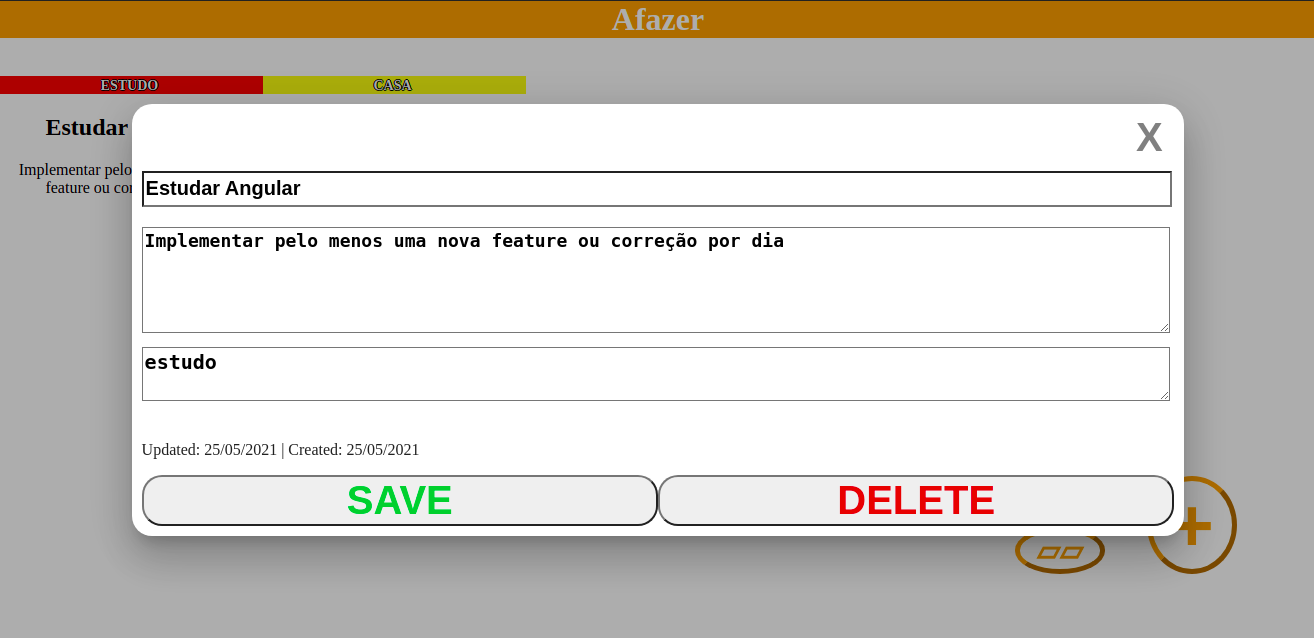 Afazer
ESTUDO
CASA
Estudar
Implementar pelo
feature ou
X
Estudar Angular
Implementar pelo menos uma nova feature ou correção por dia
estudo
Updated: 25/05/2021 | Created: 25/05/2021
SAVE
DELETE
+